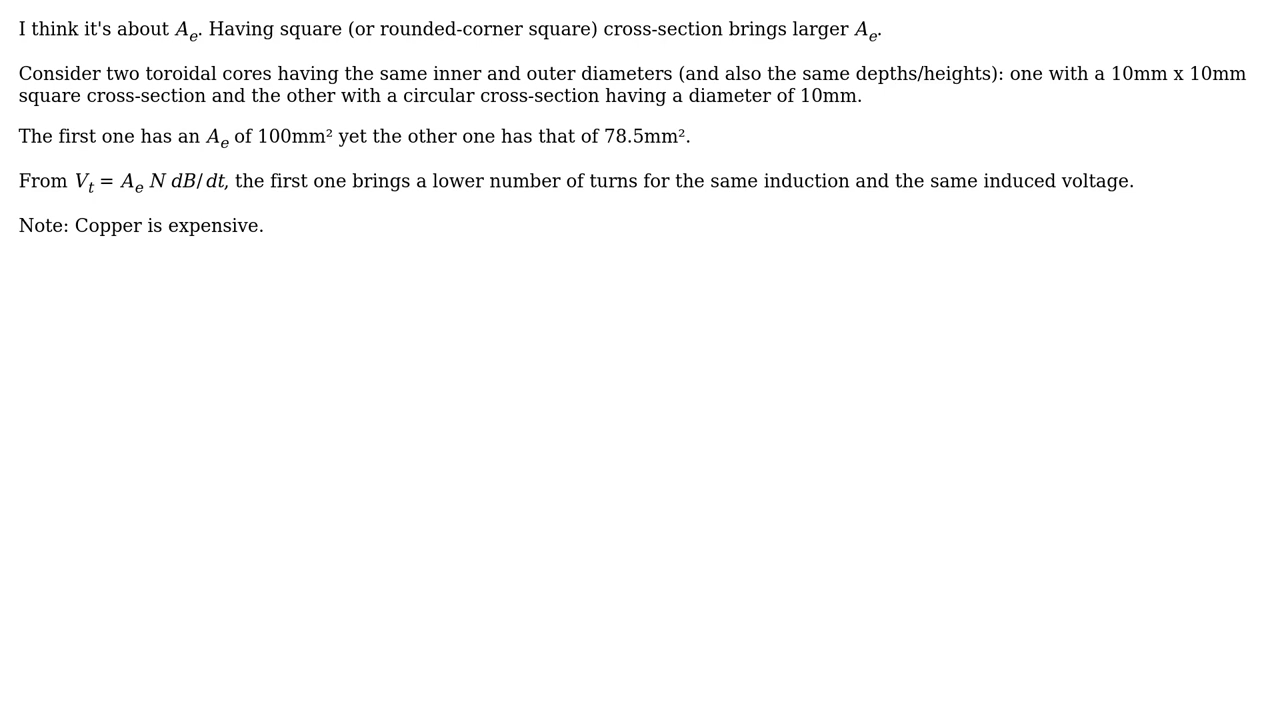 I think it's about Ae. Having square (or rounded-corner square) cross-section brings larger Ae.
Consider two toroidal cores having the same inner and outer diameters (and also the same depths/heights): one with a 10mm x 10mm
square cross-section and the other with a circular cross-section having a diameter of 10mm.
The first one has an Ae of 100mm² yet the other one has that of 78.5mm².
From Vt = Ae N dB/dt, the first one brings a lower number of turns for the same induction and the same induced voltage.
Note: Copper is expensive.